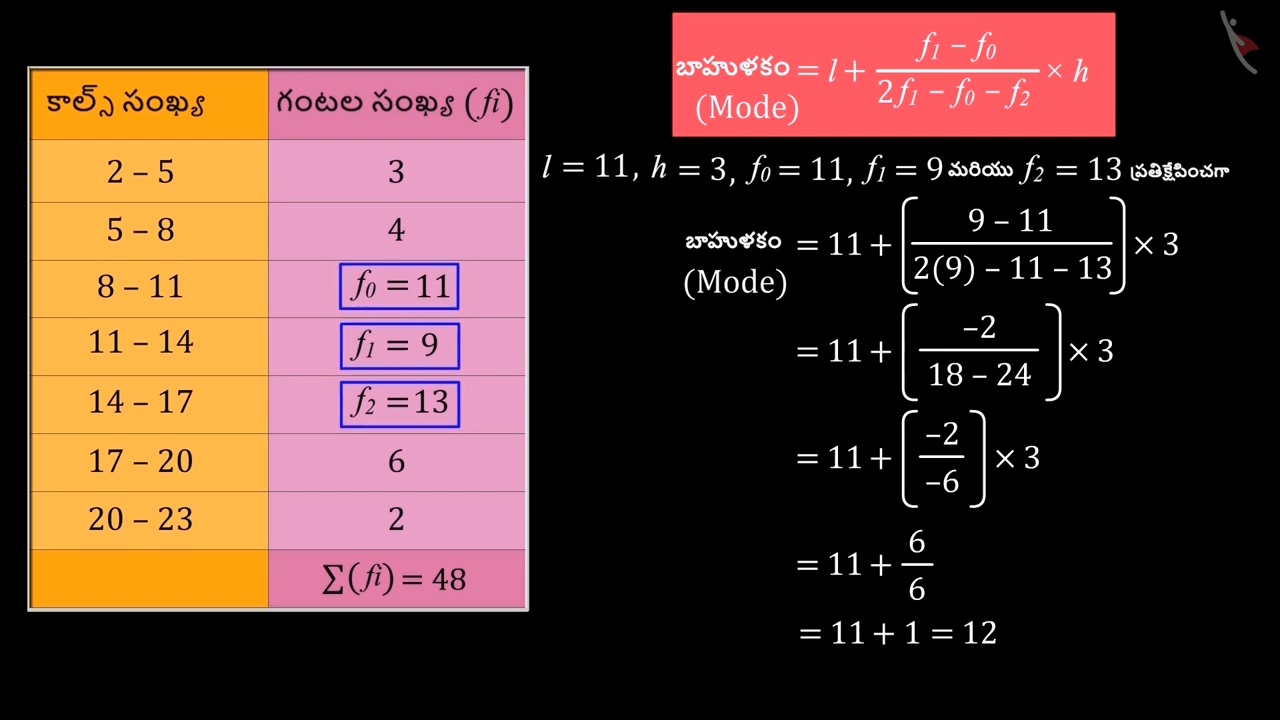 కాల్స్ సంఖ్య గంటల సంఖ్య (fi)
2 – 5 3
5 – 8 4
8 – 11 f₀ = 11
11 – 14 f₁ = 9
14 – 17 f₂ = 13
17 – 20 6
20 – 23 2
∑(fi) = 48
బాహుళకం (Mode) = l + (f₁ – f₀)/(2f₁ – f₀ – f₂) × h
l = 11, h = 3, f₀ = 11, f₁ = 9 మరియు f₂ = 13 ప్రతిక్షేపించగా
బాహుళకం (Mode) = 11 + [(9 – 11)/(2(9) – 11 – 13)] × 3
= 11 + [–2/(18 – 24)] × 3
= 11 + [–2/–6] × 3
= 11 + 6/6
= 11 + 1 = 12